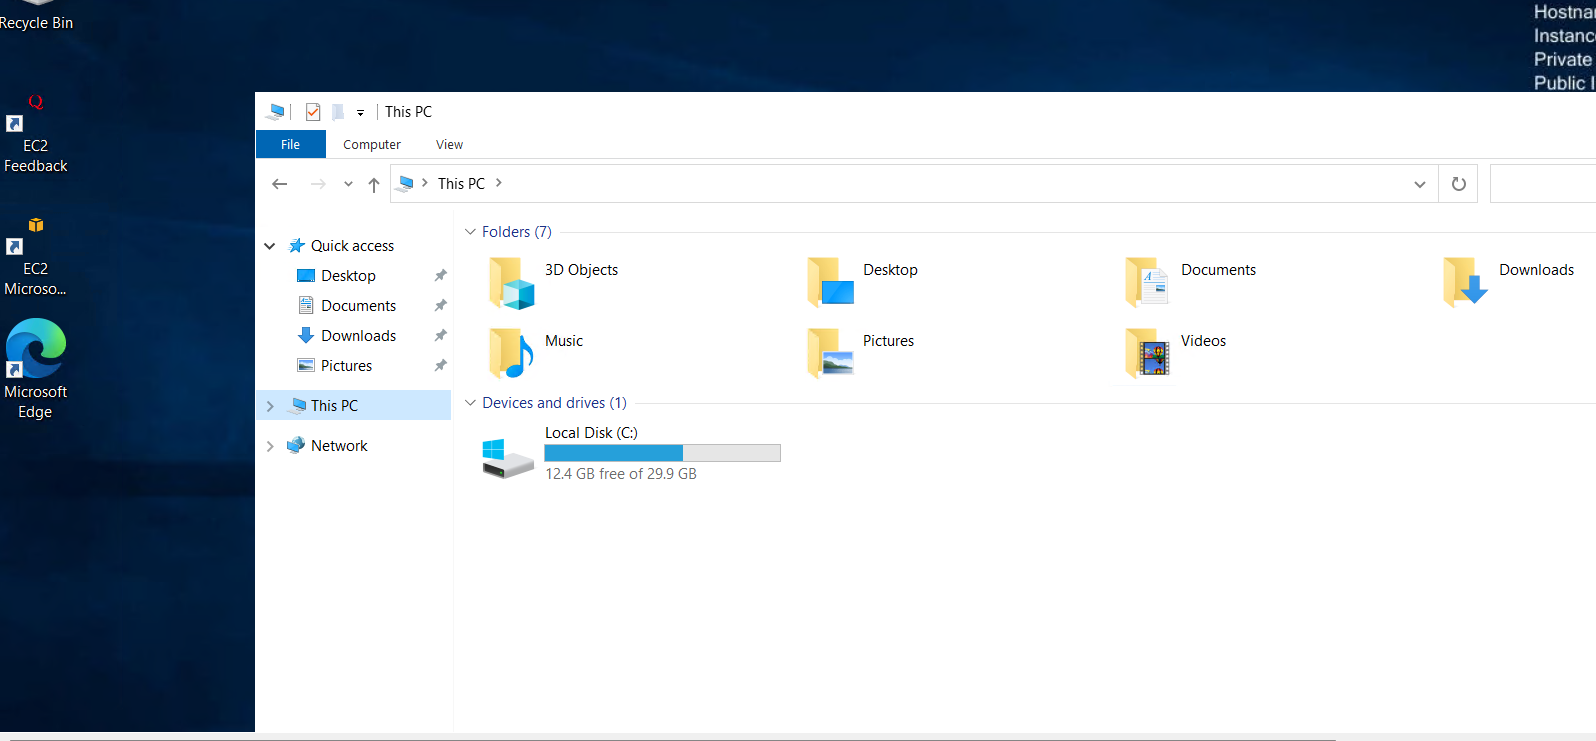 Recycle Bin
EC2
Feedback
EC2
Microso...
Microsoft
Edge
This PC
File
Computer
View
This PC
Quick access
Desktop
Documents
Downloads
Pictures
This PC
Network
Folders (7)
3D Objects
Desktop
Documents
Downloads
Music
Pictures
Videos
Devices and drives (1)
Local Disk (C:)
12.4 GB free of 29.9 GB
Private
Public